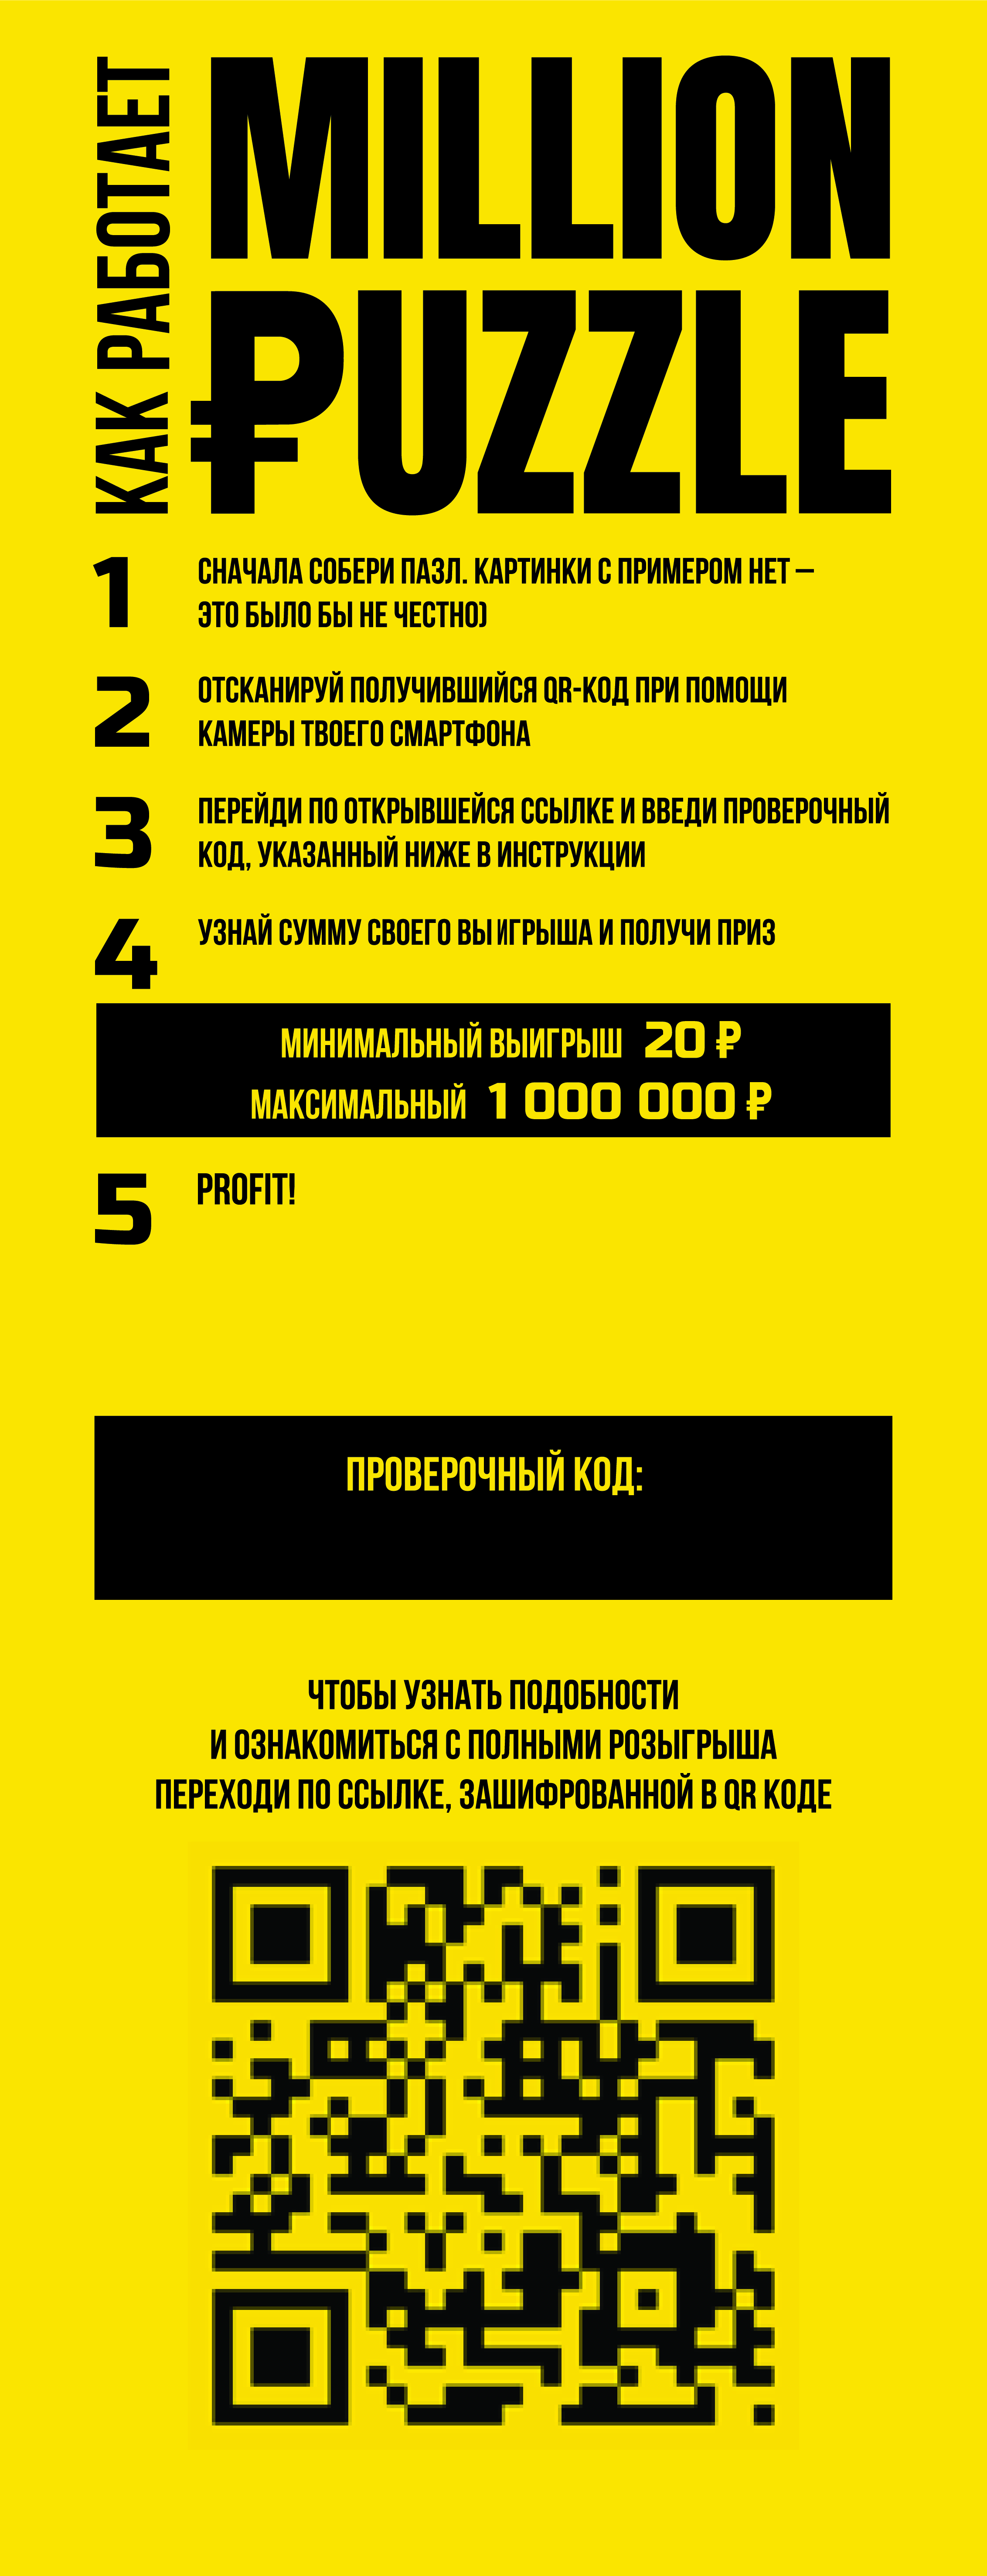 КАК РАБОТАЕТ
MILLION
₽UZZLE
1 СНАЧАЛА СОБЕРИ ПАЗЛ. КАРТИНКИ С ПРИМЕРОМ НЕТ –
ЭТО БЫЛО БЫ НЕ ЧЕСТНО)
2 ОТСКАНИРУЙ ПОЛУЧИВШИЙСЯ QR-КОД ПРИ ПОМОЩИ
КАМЕРЫ ТВОЕГО СМАРТФОНА
3 ПЕРЕЙДИ ПО ОТКРЫВШЕЙСЯ ССЫЛКЕ И ВВЕДИ ПРОВЕРОЧНЫЙ
КОД, УКАЗАННЫЙ НИЖЕ В ИНСТРУКЦИИ
4 УЗНАЙ СУММУ СВОЕГО ВЫИГРЫША И ПОЛУЧИ ПРИЗ
МИНИМАЛЬНЫЙ ВЫИГРЫШ 20 ₽
МАКСИМАЛЬНЫЙ 1 000 000 ₽
5 PROFIT!
ПРОВЕРОЧНЫЙ КОД:
ЧТОБЫ УЗНАТЬ ПОДОБНОСТИ
И ОЗНАКОМИТЬСЯ С ПОЛНЫМИ РОЗЫГРЫША
ПЕРЕХОДИ ПО ССЫЛКЕ, ЗАШИФРОВАННОЙ В QR КОДЕ